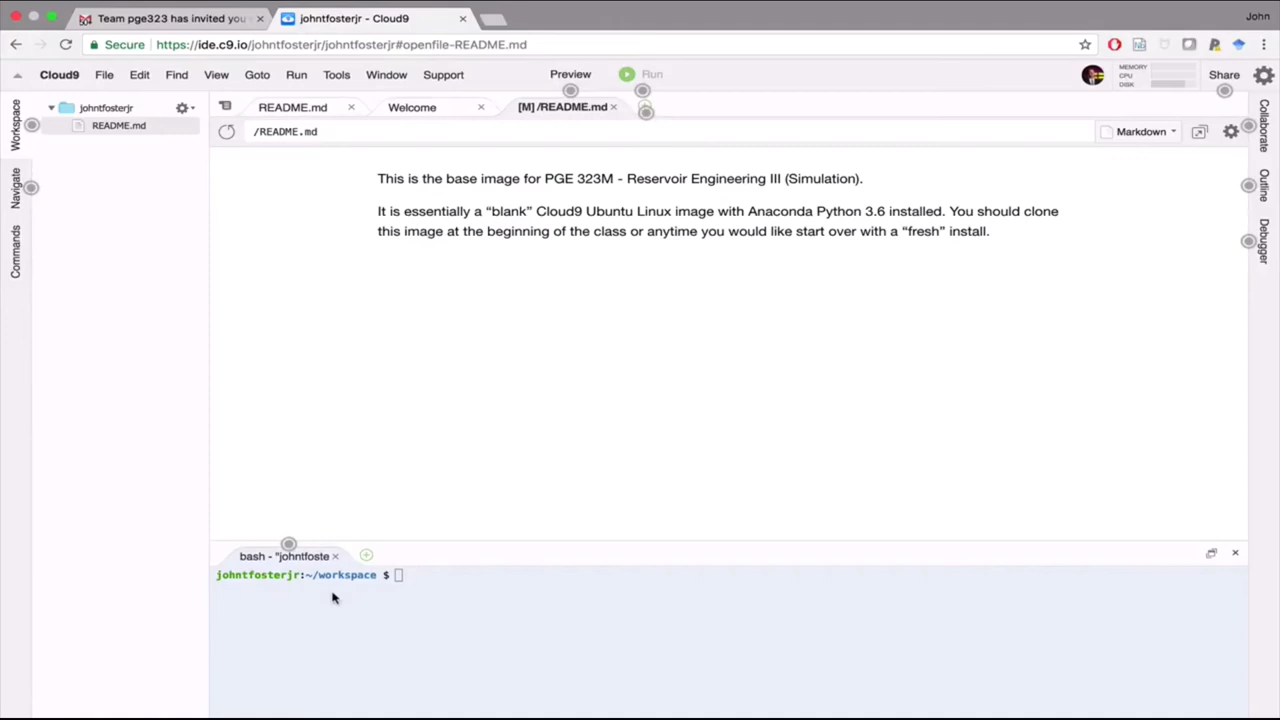 Team pge323 has invited you
johntfosterjr - Cloud9
John
Secure
https://ide.c9.io/johntfosterjr/johntfosterjr#openfile-README.md
Cloud9 File Edit Find View Goto Run Tools Window Support
Preview
Run
MEMORY
CPU
DISK
Share
Workspace
Navigate
Commands
johntfosterjr
README.md
README.md
Welcome
[M] /README.md
/README.md
Markdown
This is the base image for PGE 323M - Reservoir Engineering III (Simulation).
It is essentially a “blank” Cloud9 Ubuntu Linux image with Anaconda Python 3.6 installed. You should clone
this image at the beginning of the class or anytime you would like start over with a “fresh” install.
Collaborate
Outline
Debugger
bash - "johntfoste
johntfosterjr:~/workspace $